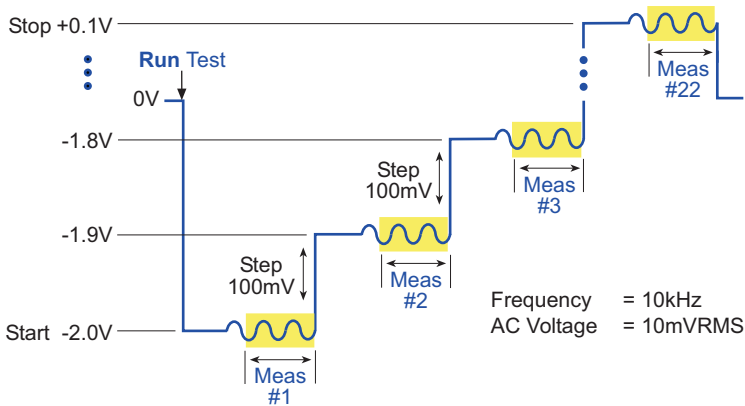 Stop +0.1V
Run Test
0V
Meas
#22
-1.8V
Step
100mV
Meas
#3
-1.9V
Step
100mV
Meas
#2
Frequency = 10kHz
AC Voltage = 10mVRMS
Start -2.0V
Meas
#1